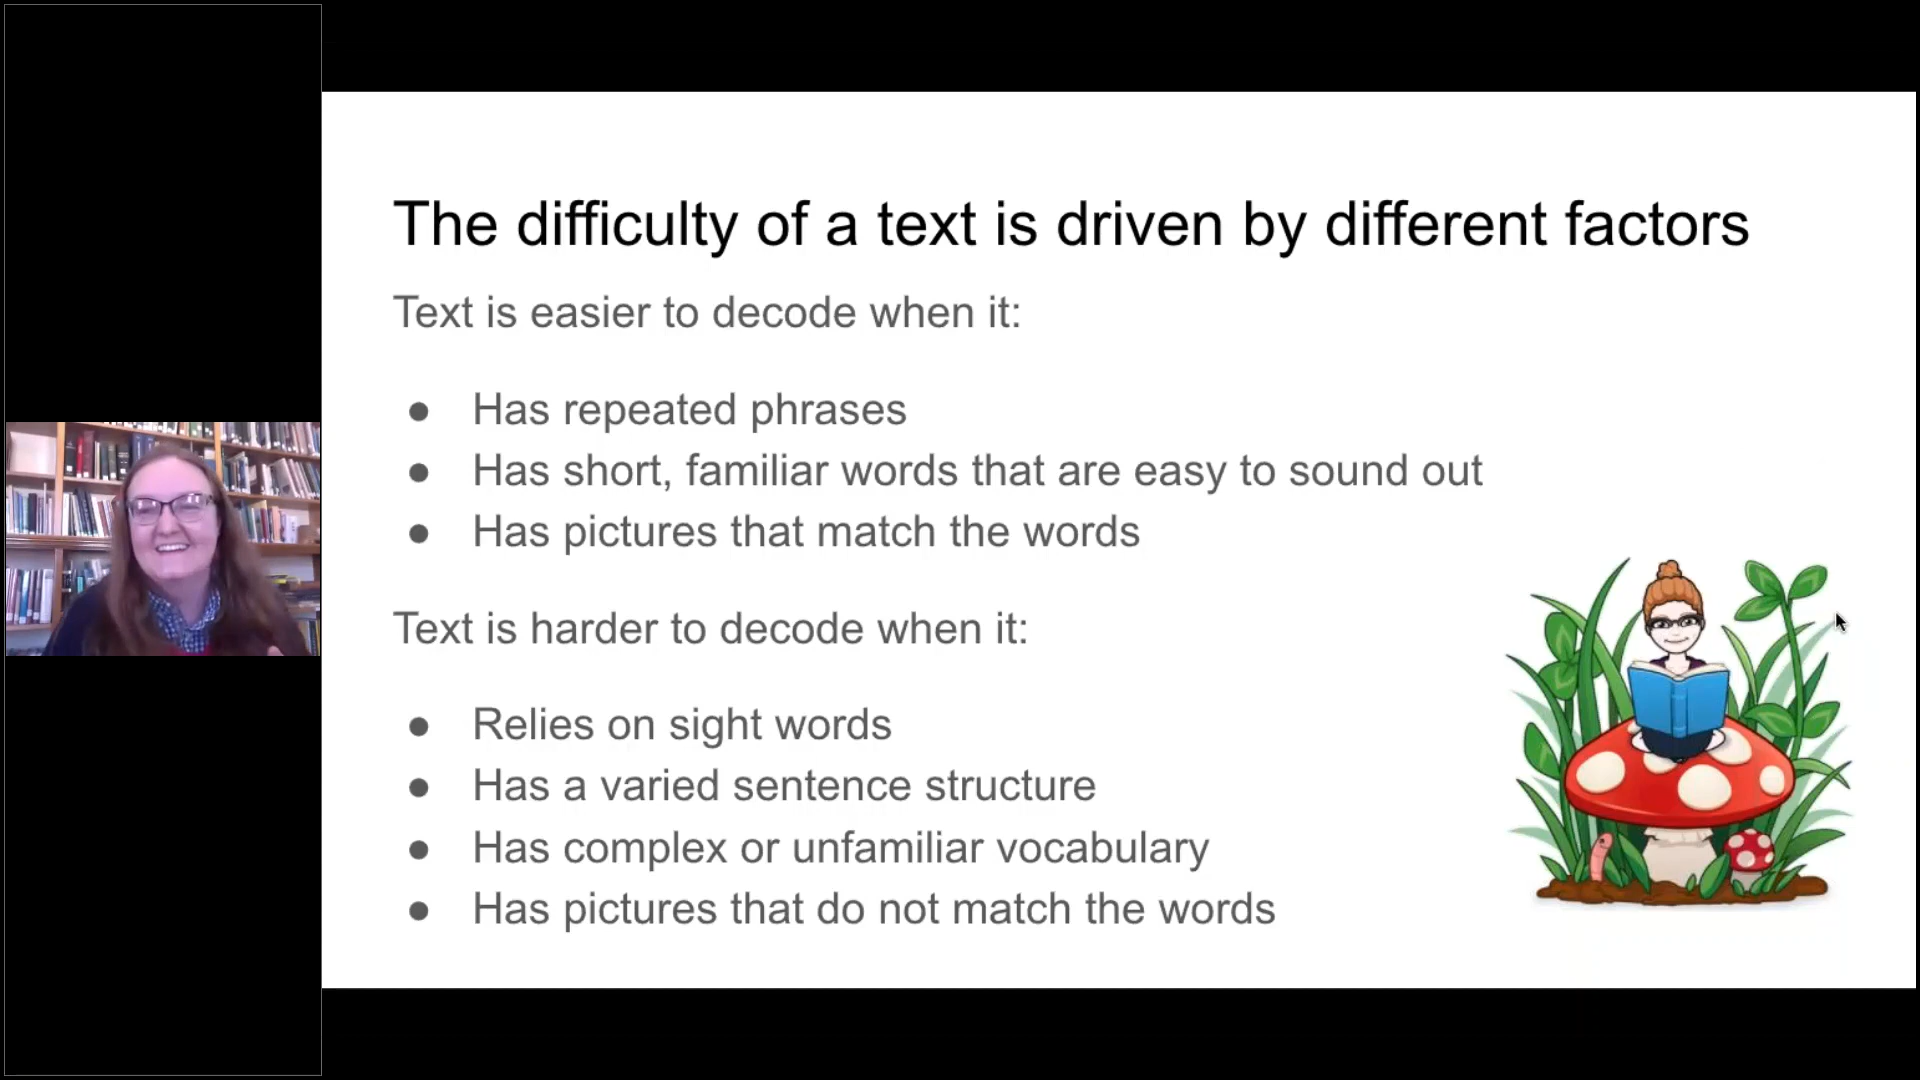 The difficulty of a text is driven by different factors
Text is easier to decode when it:
● Has repeated phrases
● Has short, familiar words that are easy to sound out
● Has pictures that match the words
Text is harder to decode when it:
● Relies on sight words
● Has a varied sentence structure
● Has complex or unfamiliar vocabulary
● Has pictures that do not match the words